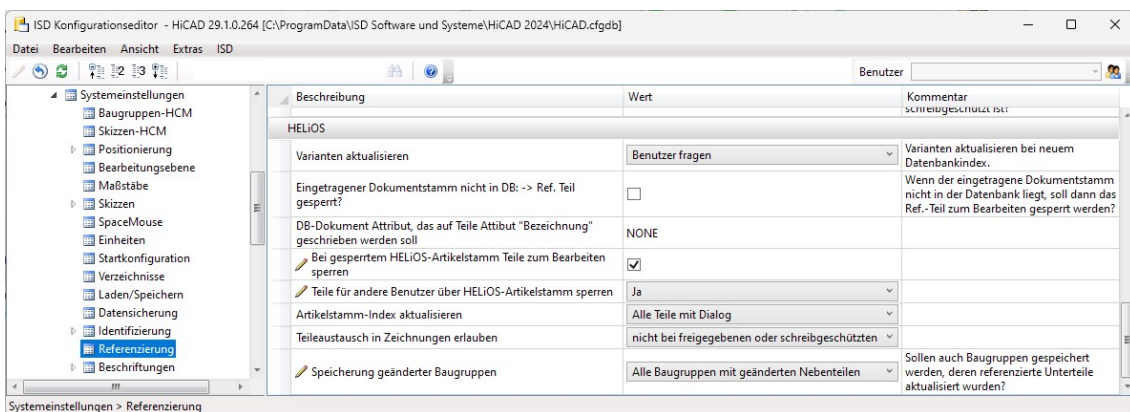 ISD Konfigurationseditor - HiCAD 29.1.0.264 [C:\ProgramData\ISD Software und Systeme\HiCAD 2024\HiCAD.cfgdb]
Datei Bearbeiten Ansicht Extras ISD
Benutzer
Systemeinstellungen
Baugruppen-HCM
Skizzen-HCM
Positionierung
Bearbeitungsebene
Maßstäbe
Skizzen
SpaceMouse
Einheiten
Startkonfiguration
Verzeichnisse
Laden/Speichern
Datensicherung
Identifizierung
Referenzierung
Beschriftungen
Beschreibung Wert Kommentar
schreibgeschützt ist!
HELiOS
Varianten aktualisieren Benutzer fragen Varianten aktualisieren bei neuem
Datenbankindex.
Eingetragener Dokumentstamm nicht in DB: -> Ref. Teil
gesperrt?
Wenn der eingetragene Dokumentstamm
nicht in der Datenbank liegt, soll dann das
Ref.-Teil zum Bearbeiten gesperrt werden?
DB-Dokument Attribut, das auf Teile Attibut "Bezeichnung"
geschrieben werden soll
NONE
Bei gesperrtem HELiOS-Artikelstamm Teile zum Bearbeiten
sperren
Teile für andere Benutzer über HELiOS-Artikelstamm sperren Ja
Artikelstamm-Index aktualisieren Alle Teile mit Dialog
Teileaustausch in Zeichnungen erlauben nicht bei freigegebenen oder schreibgeschützten
Speicherung geänderter Baugruppen Alle Baugruppen mit geänderten Nebenteilen
Sollen auch Baugruppen gespeichert
werden, deren referenzierte Unterteile
aktualisiert wurden?
Systemeinstellungen > Referenzierung